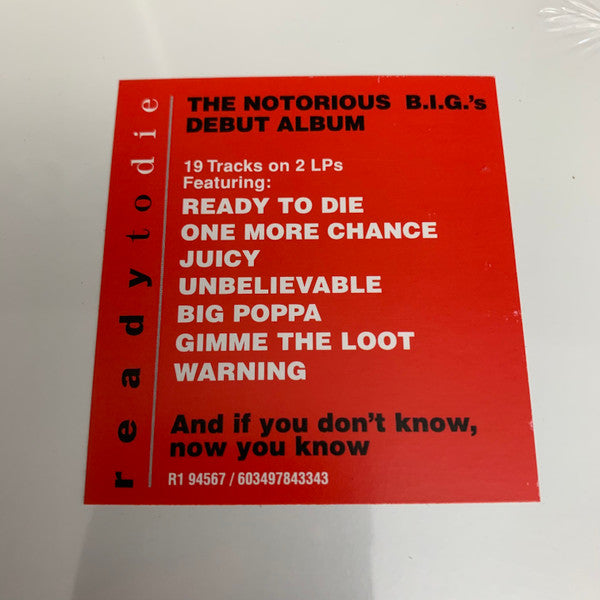 readytodie
THE NOTORIOUS B.I.G.'s
DEBUT ALBUM
19 Tracks on 2 LPs
Featuring:
READY TO DIE
ONE MORE CHANCE
JUICY
UNBELIEVABLE
BIG POPPA
GIMME THE LOOT
WARNING
And if you don't know,
now you know
R1 94567 / 603497843343